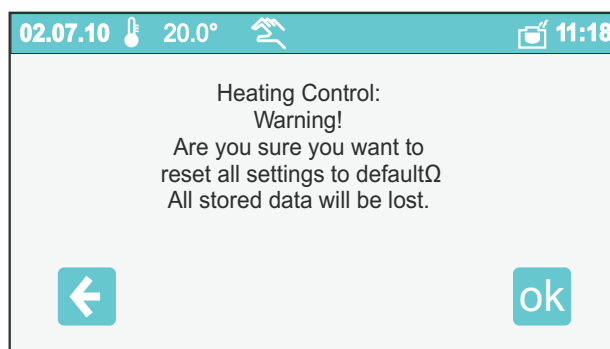 02.07.10 20.0° 11:18
Heating Control:
Warning!
Are you sure you want to
reset all settings to defaultΩ
All stored data will be lost.
ok